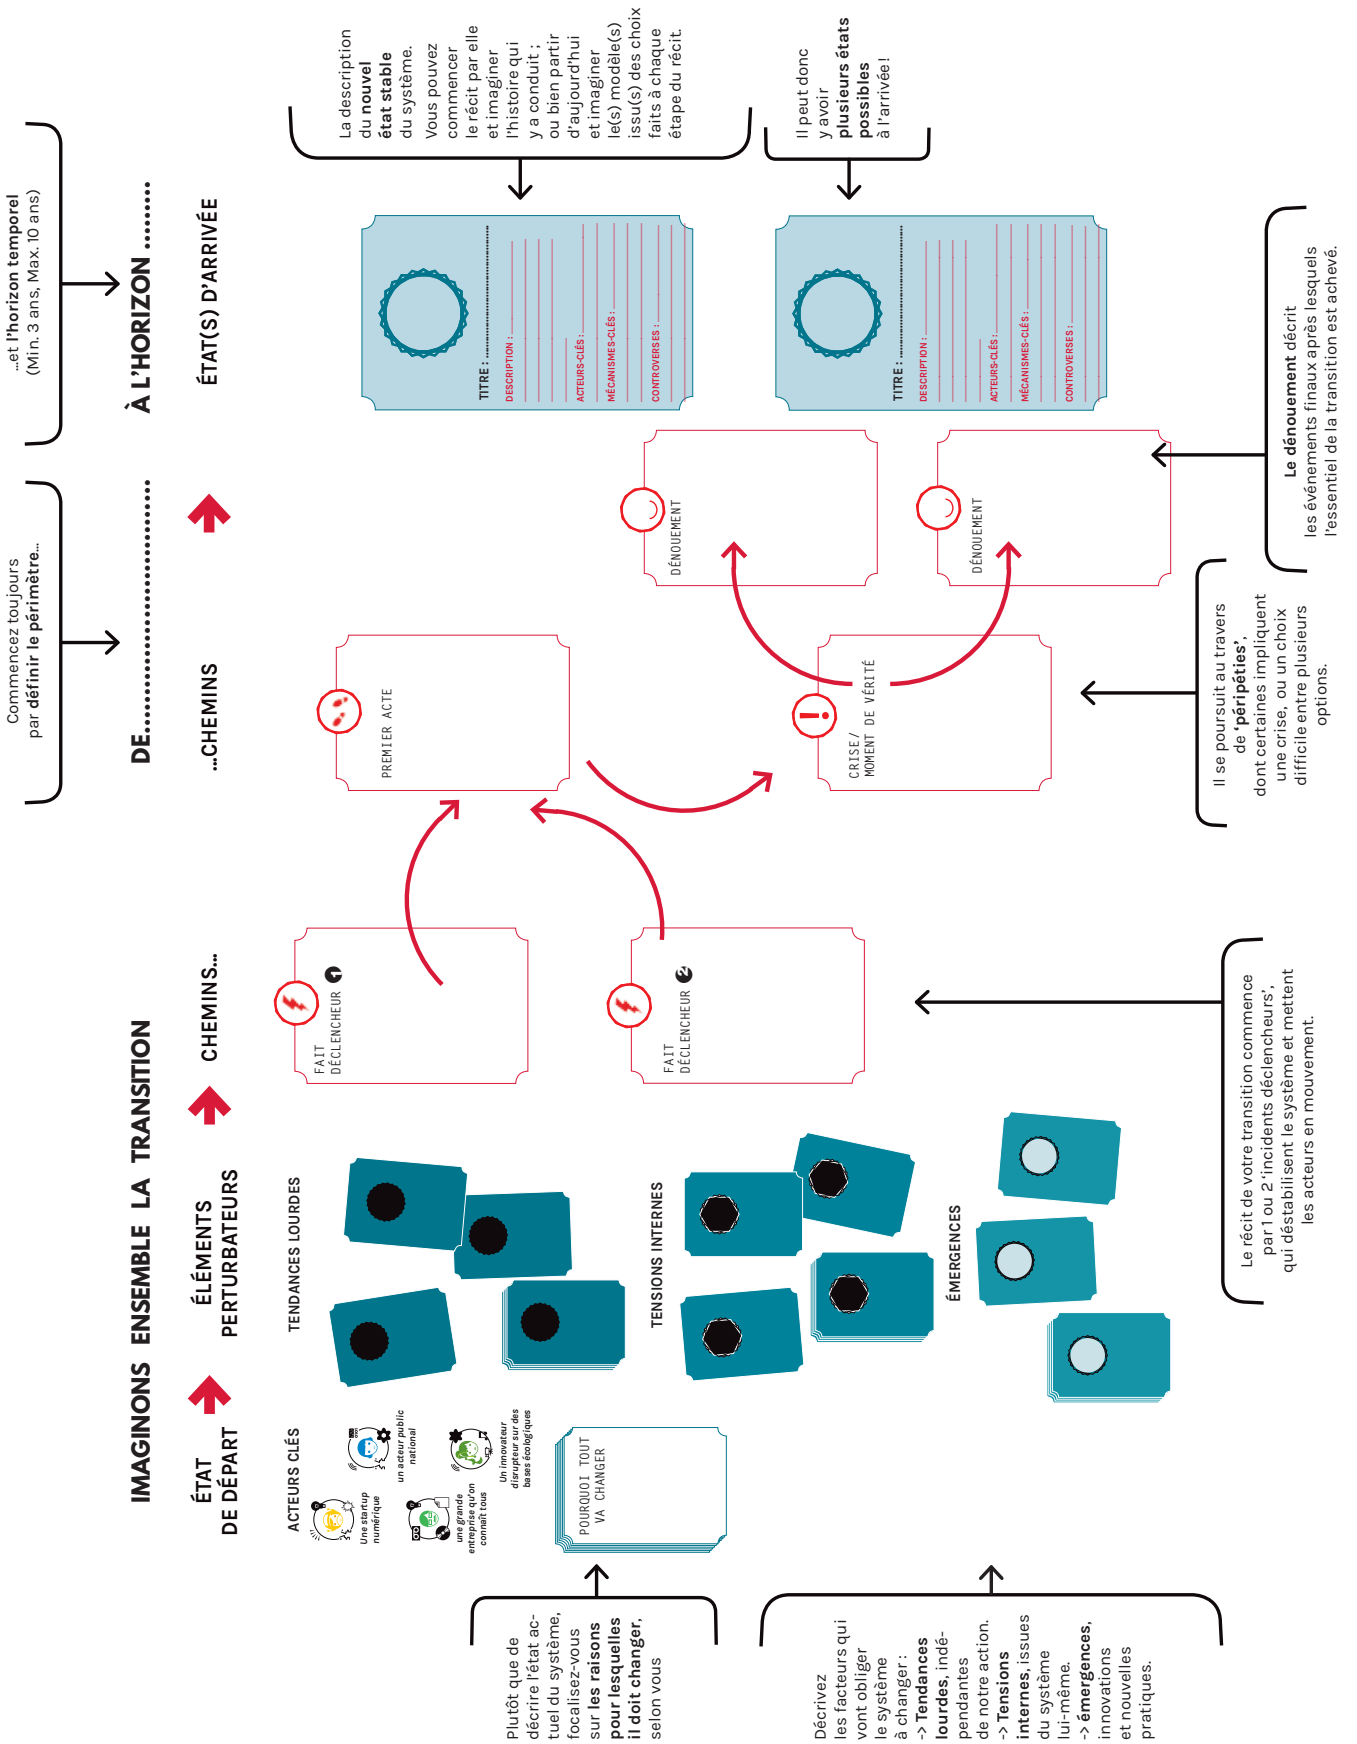 Commencez toujours
par définir le périmètre...
...et l'horizon temporel
(Min. 3 ans, Max. 10 ans)
IMAGINONS ENSEMBLE LA TRANSITION
DE..............................
À L'HORIZON .........
ÉTAT
DE DÉPART
ÉLÉMENTS
PERTURBATEURS
CHEMINS...
...CHEMINS
ÉTAT(S) D'ARRIVÉE
ACTEURS CLÉS
Une startup
numérique
un acteur public
national
une grande
entreprise qu'on
connaît tous
Un innovateur
disrupteur sur des
bases écologiques
POURQUOI TOUT
VA CHANGER
TENDANCES LOURDES
TENSIONS INTERNES
ÉMERGENCES
FAIT
DÉCLENCHEUR 1
FAIT
DÉCLENCHEUR 2
PREMIER ACTE
CRISE/
MOMENT DE VÉRITÉ
DÉNOUEMENT
DÉNOUEMENT
TITRE : ..............................
DESCRIPTION :
ACTEURS-CLÉS :
MÉCANISMES-CLÉS :
CONTROVERSES :
TITRE : ..............................
DESCRIPTION :
ACTEURS-CLÉS :
MÉCANISMES-CLÉS :
CONTROVERSES :
Plutôt que de
décrire l'état ac-
tuel du système,
focalisez-vous
sur les raisons
pour lesquelles
il doit changer,
selon vous
Décrivez
les facteurs qui
vont obliger
le système
à changer :
-> Tendances
lourdes, indé-
pendantes
de notre action.
-> Tensions
internes, issues
du système
lui-même.
-> émergences,
innovations
et nouvelles
pratiques.
Le récit de votre transition commence
par 1 ou 2 'incidents déclencheurs',
qui déstabilisent le système et mettent
les acteurs en mouvement.
Il se poursuit au travers
de 'péripéties',
dont certaines impliquent
une crise, ou un choix
difficile entre plusieurs
options.
Le dénouement décrit
les événements finaux après lesquels
l'essentiel de la transition est achevé.
La description
du nouvel
état stable
du système.
Vous pouvez
commencer
le récit par elle
et imaginer
l'histoire qui
y a conduit ;
ou bien partir
d'aujourd'hui
et imaginer
le(s) modèle(s)
issu(s) des choix
faits à chaque
étape du récit.
Il peut donc
y avoir
plusieurs états
possibles
à l'arrivée !